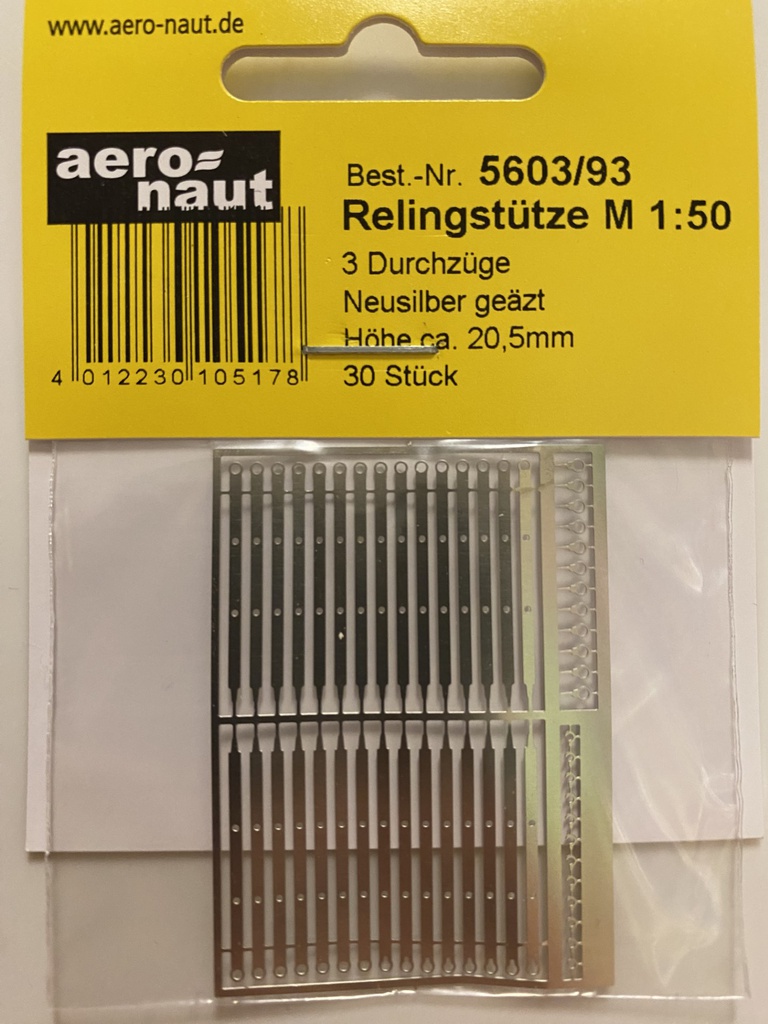 www.aero-naut.de
aero-
naut
Best.-Nr. 5603/93
Relingstütze M 1:50
3 Durchzüge
Neusilber geäzt
Höhe ca. 20,5mm
30 Stück
4 012230 105178